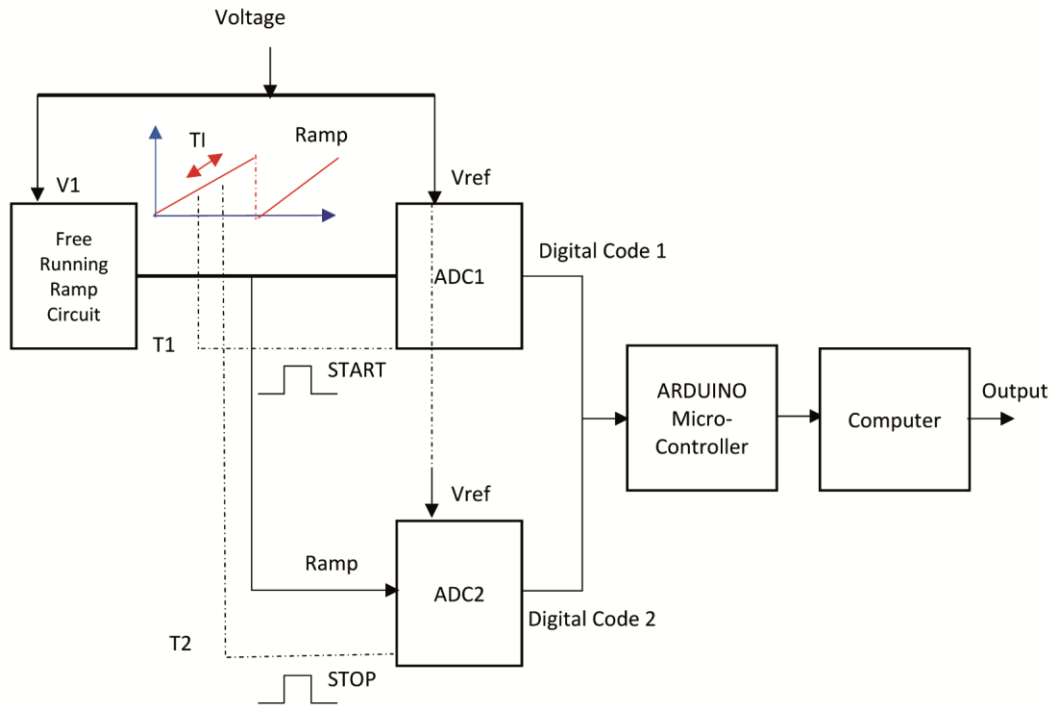 Voltage
TI
Ramp
V1
Vref
Free
Running
Ramp
Circuit
ADC1
Digital Code 1
T1
START
ARDUINO
Micro-
Controller
Computer
Output
Vref
Ramp
ADC2
Digital Code 2
T2
STOP